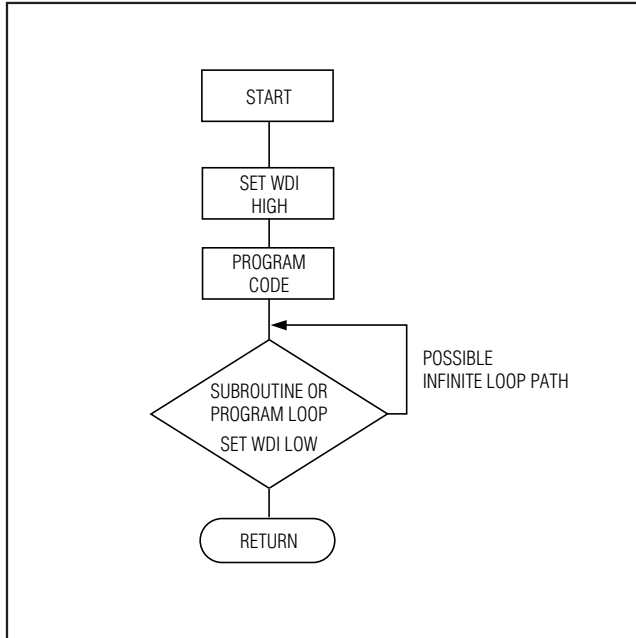 START
SET WDI
HIGH
PROGRAM
CODE
POSSIBLE
INFINITE LOOP PATH
SUBROUTINE OR
PROGRAM LOOP
SET WDI LOW
RETURN